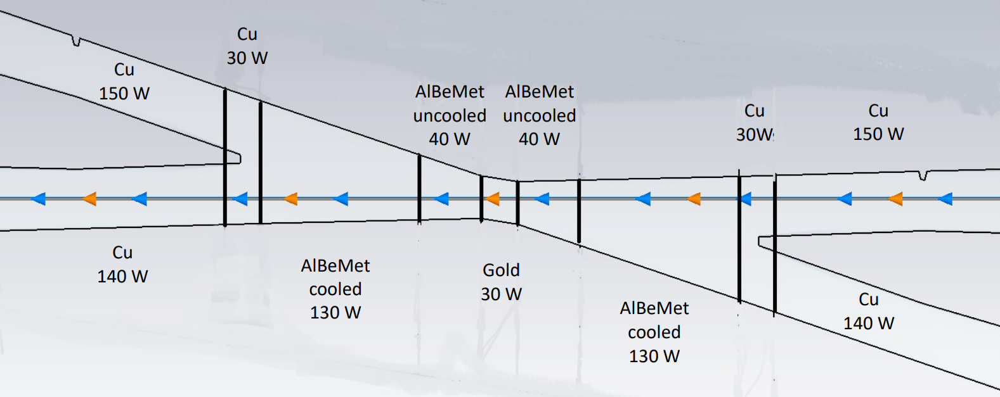 Cu
30 W
Cu
150 W
AlBeMet
uncooled
40 W
AlBeMet
uncooled
40 W
Cu
30W
Cu
150 W
Cu
140 W
AlBeMet
cooled
130 W
Gold
30 W
AlBeMet
cooled
130 W
Cu
140 W